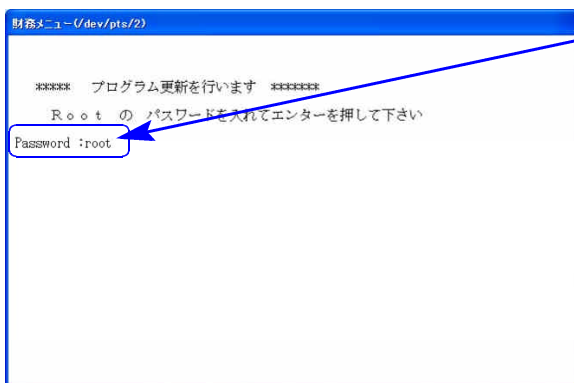 財務メニュー(/dev/pts/2)
***** プログラム更新を行います *******
Root の パスワードを入れてエンターを押して下さい
Password :root